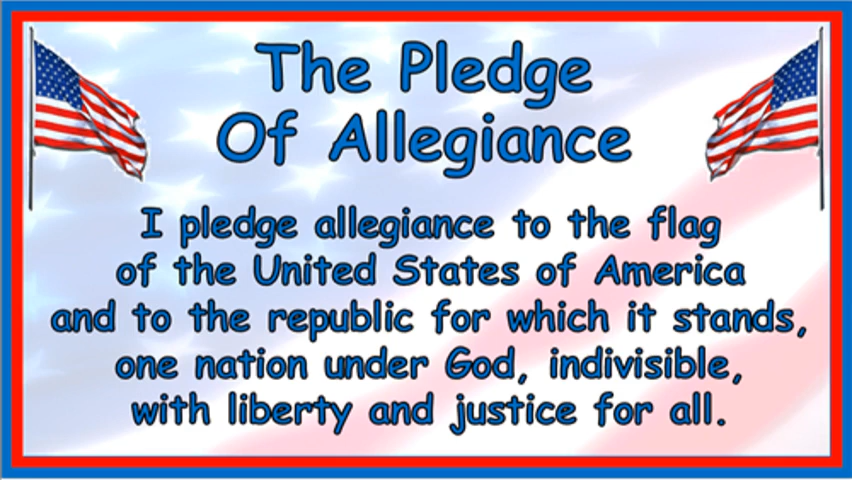 The Pledge
Of Allegiance
I pledge allegiance to the flag
of the United States of America
and to the republic for which it stands,
one nation under God, indivisible,
with liberty and justice for all.